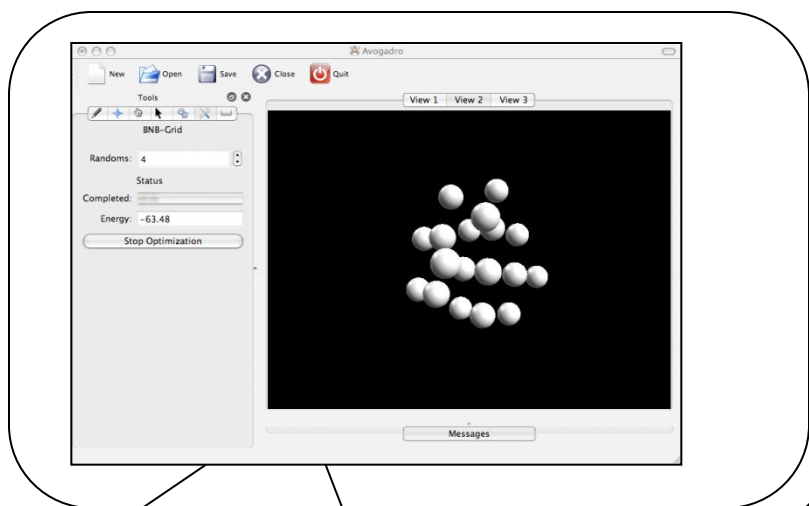 Avogadro
New Open Save Close Quit
Tools
View 1 View 2 View 3
BNB-Grid
Randoms: 4
Status
Completed:
Energy: -63.48
Stop Optimization
Messages